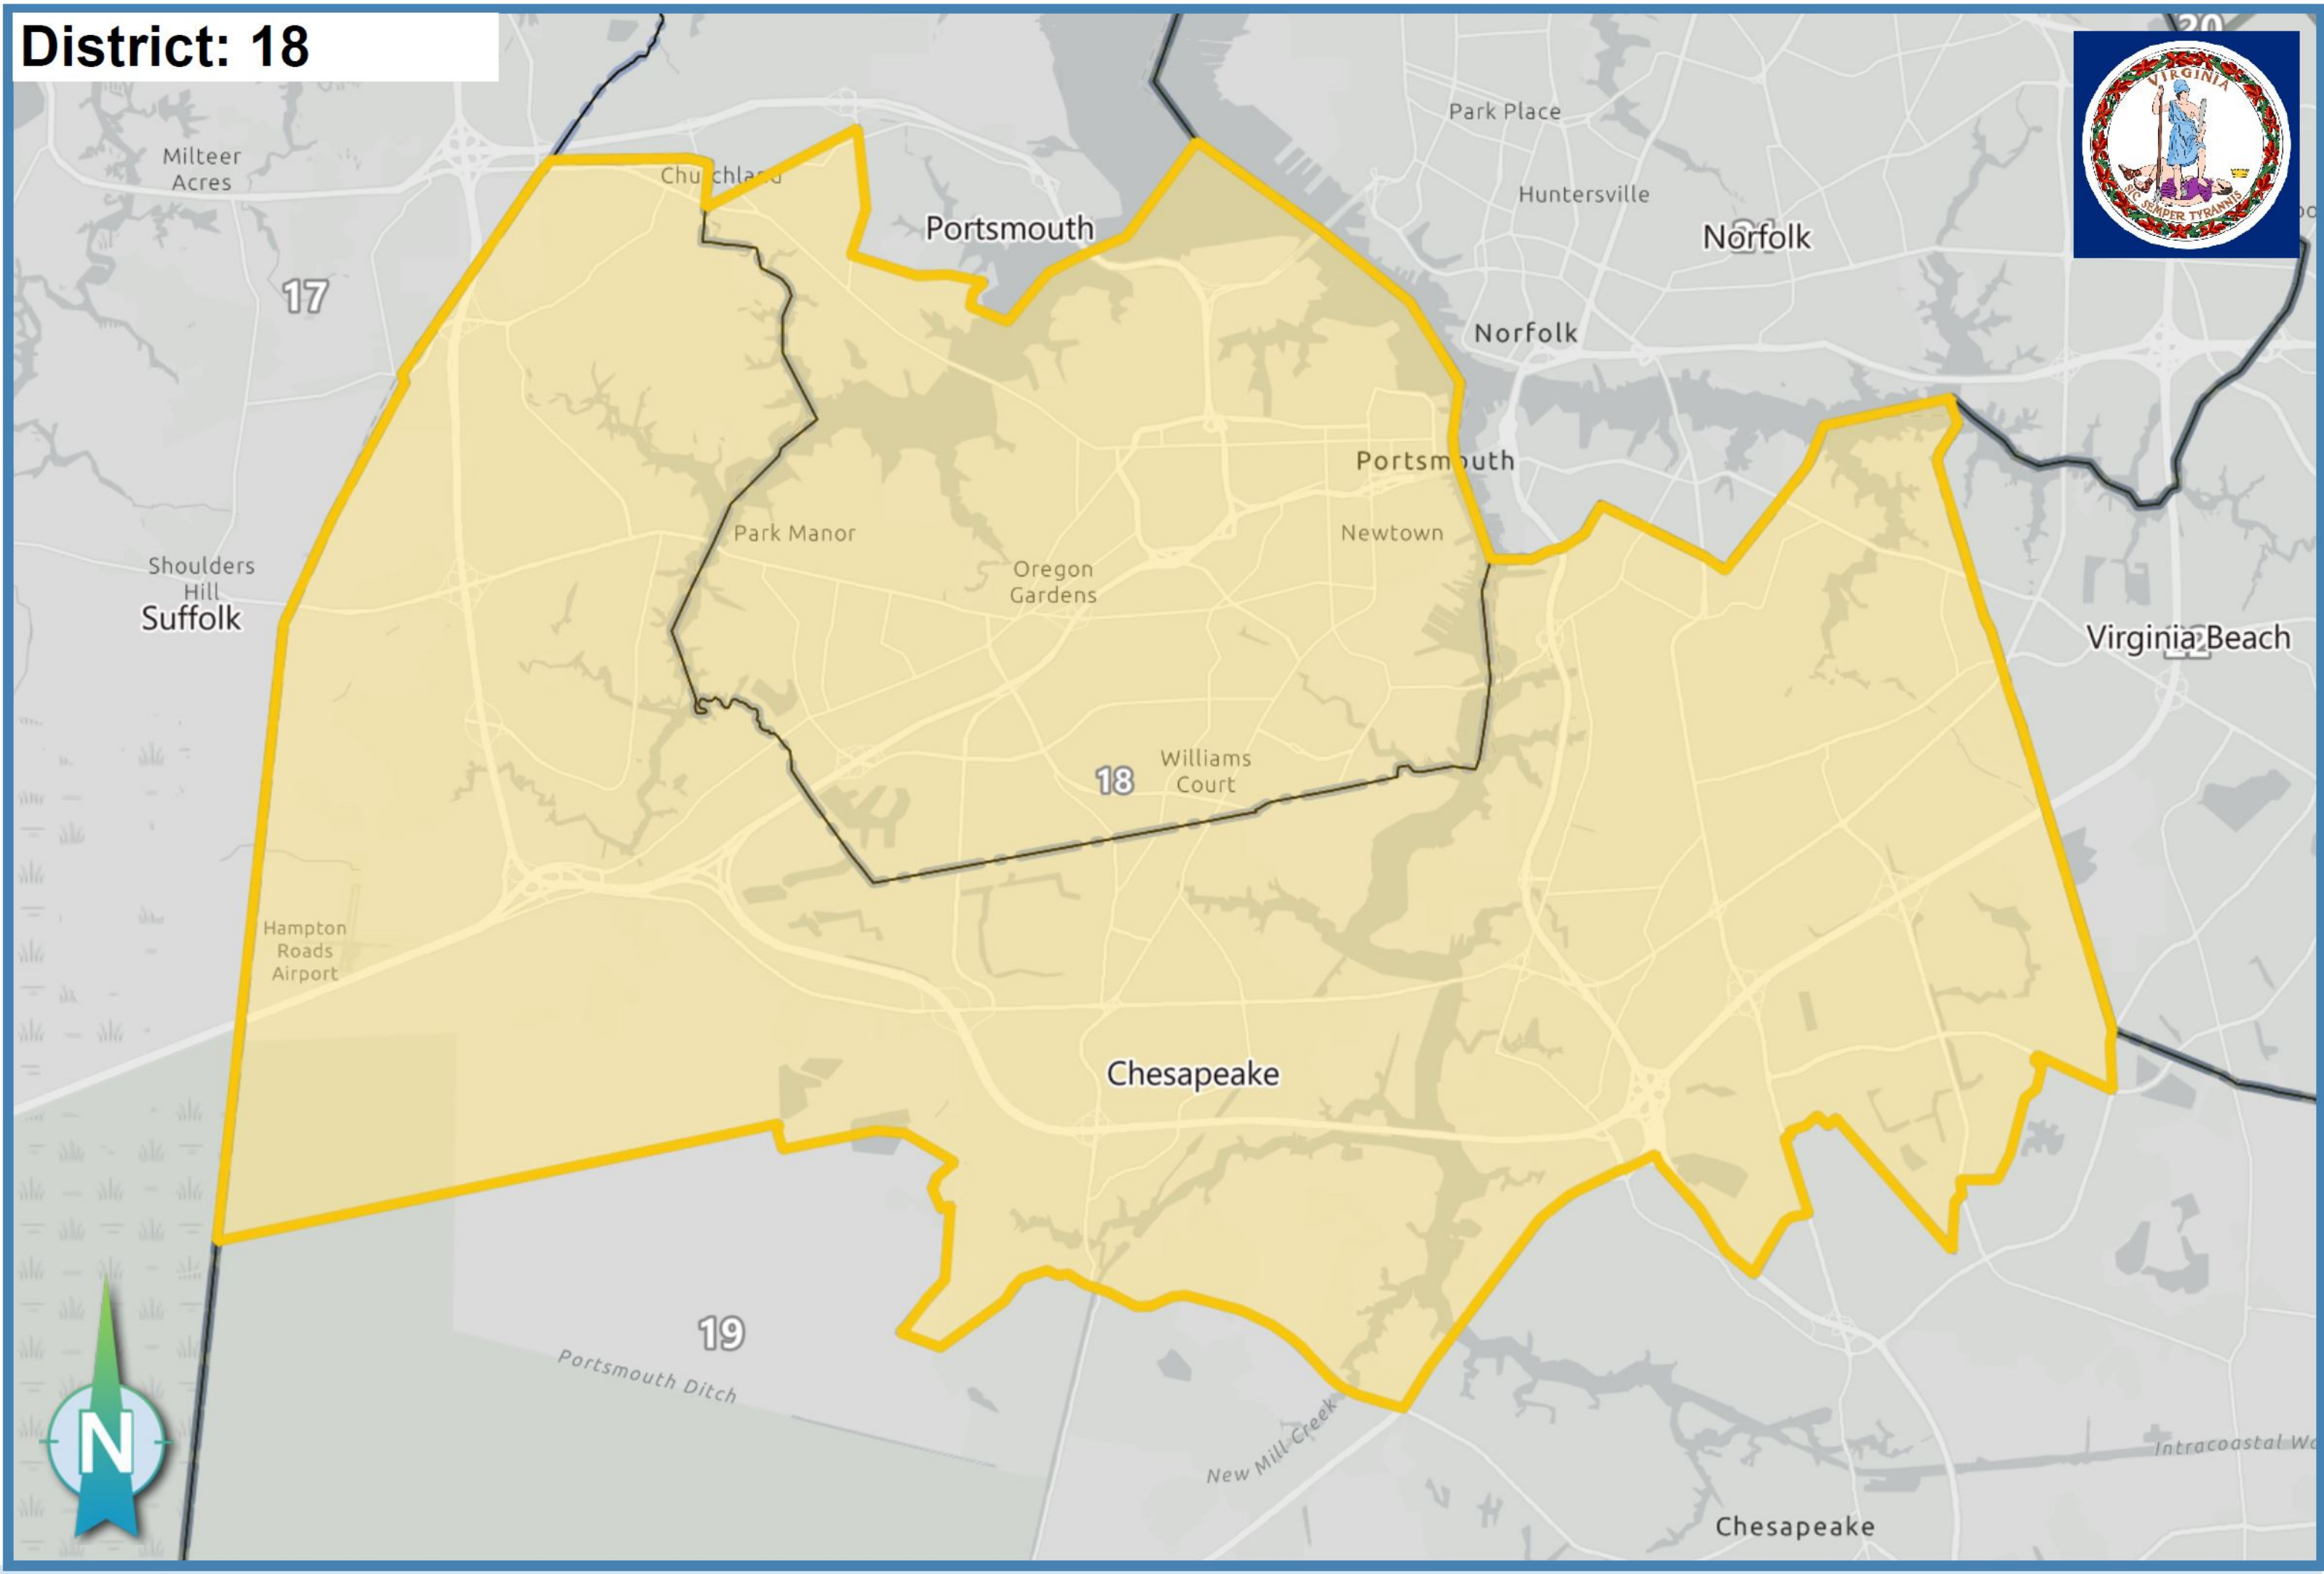 District: 18
20
VIRGINIA
SIC SEMPER TYRANNIS
Park Place
Milteer
Acres
Churchland
Huntersville
Portsmouth
Norfolk
17
Norfolk
Portsmouth
Park Manor
Newtown
Shoulders
Hill
Suffolk
Oregon
Gardens
Virginia Beach
22
Williams
Court
18
Hampton
Roads
Airport
Chesapeake
19
Portsmouth Ditch
New Mill Creek
Intracoastal Wa
Chesapeake
N